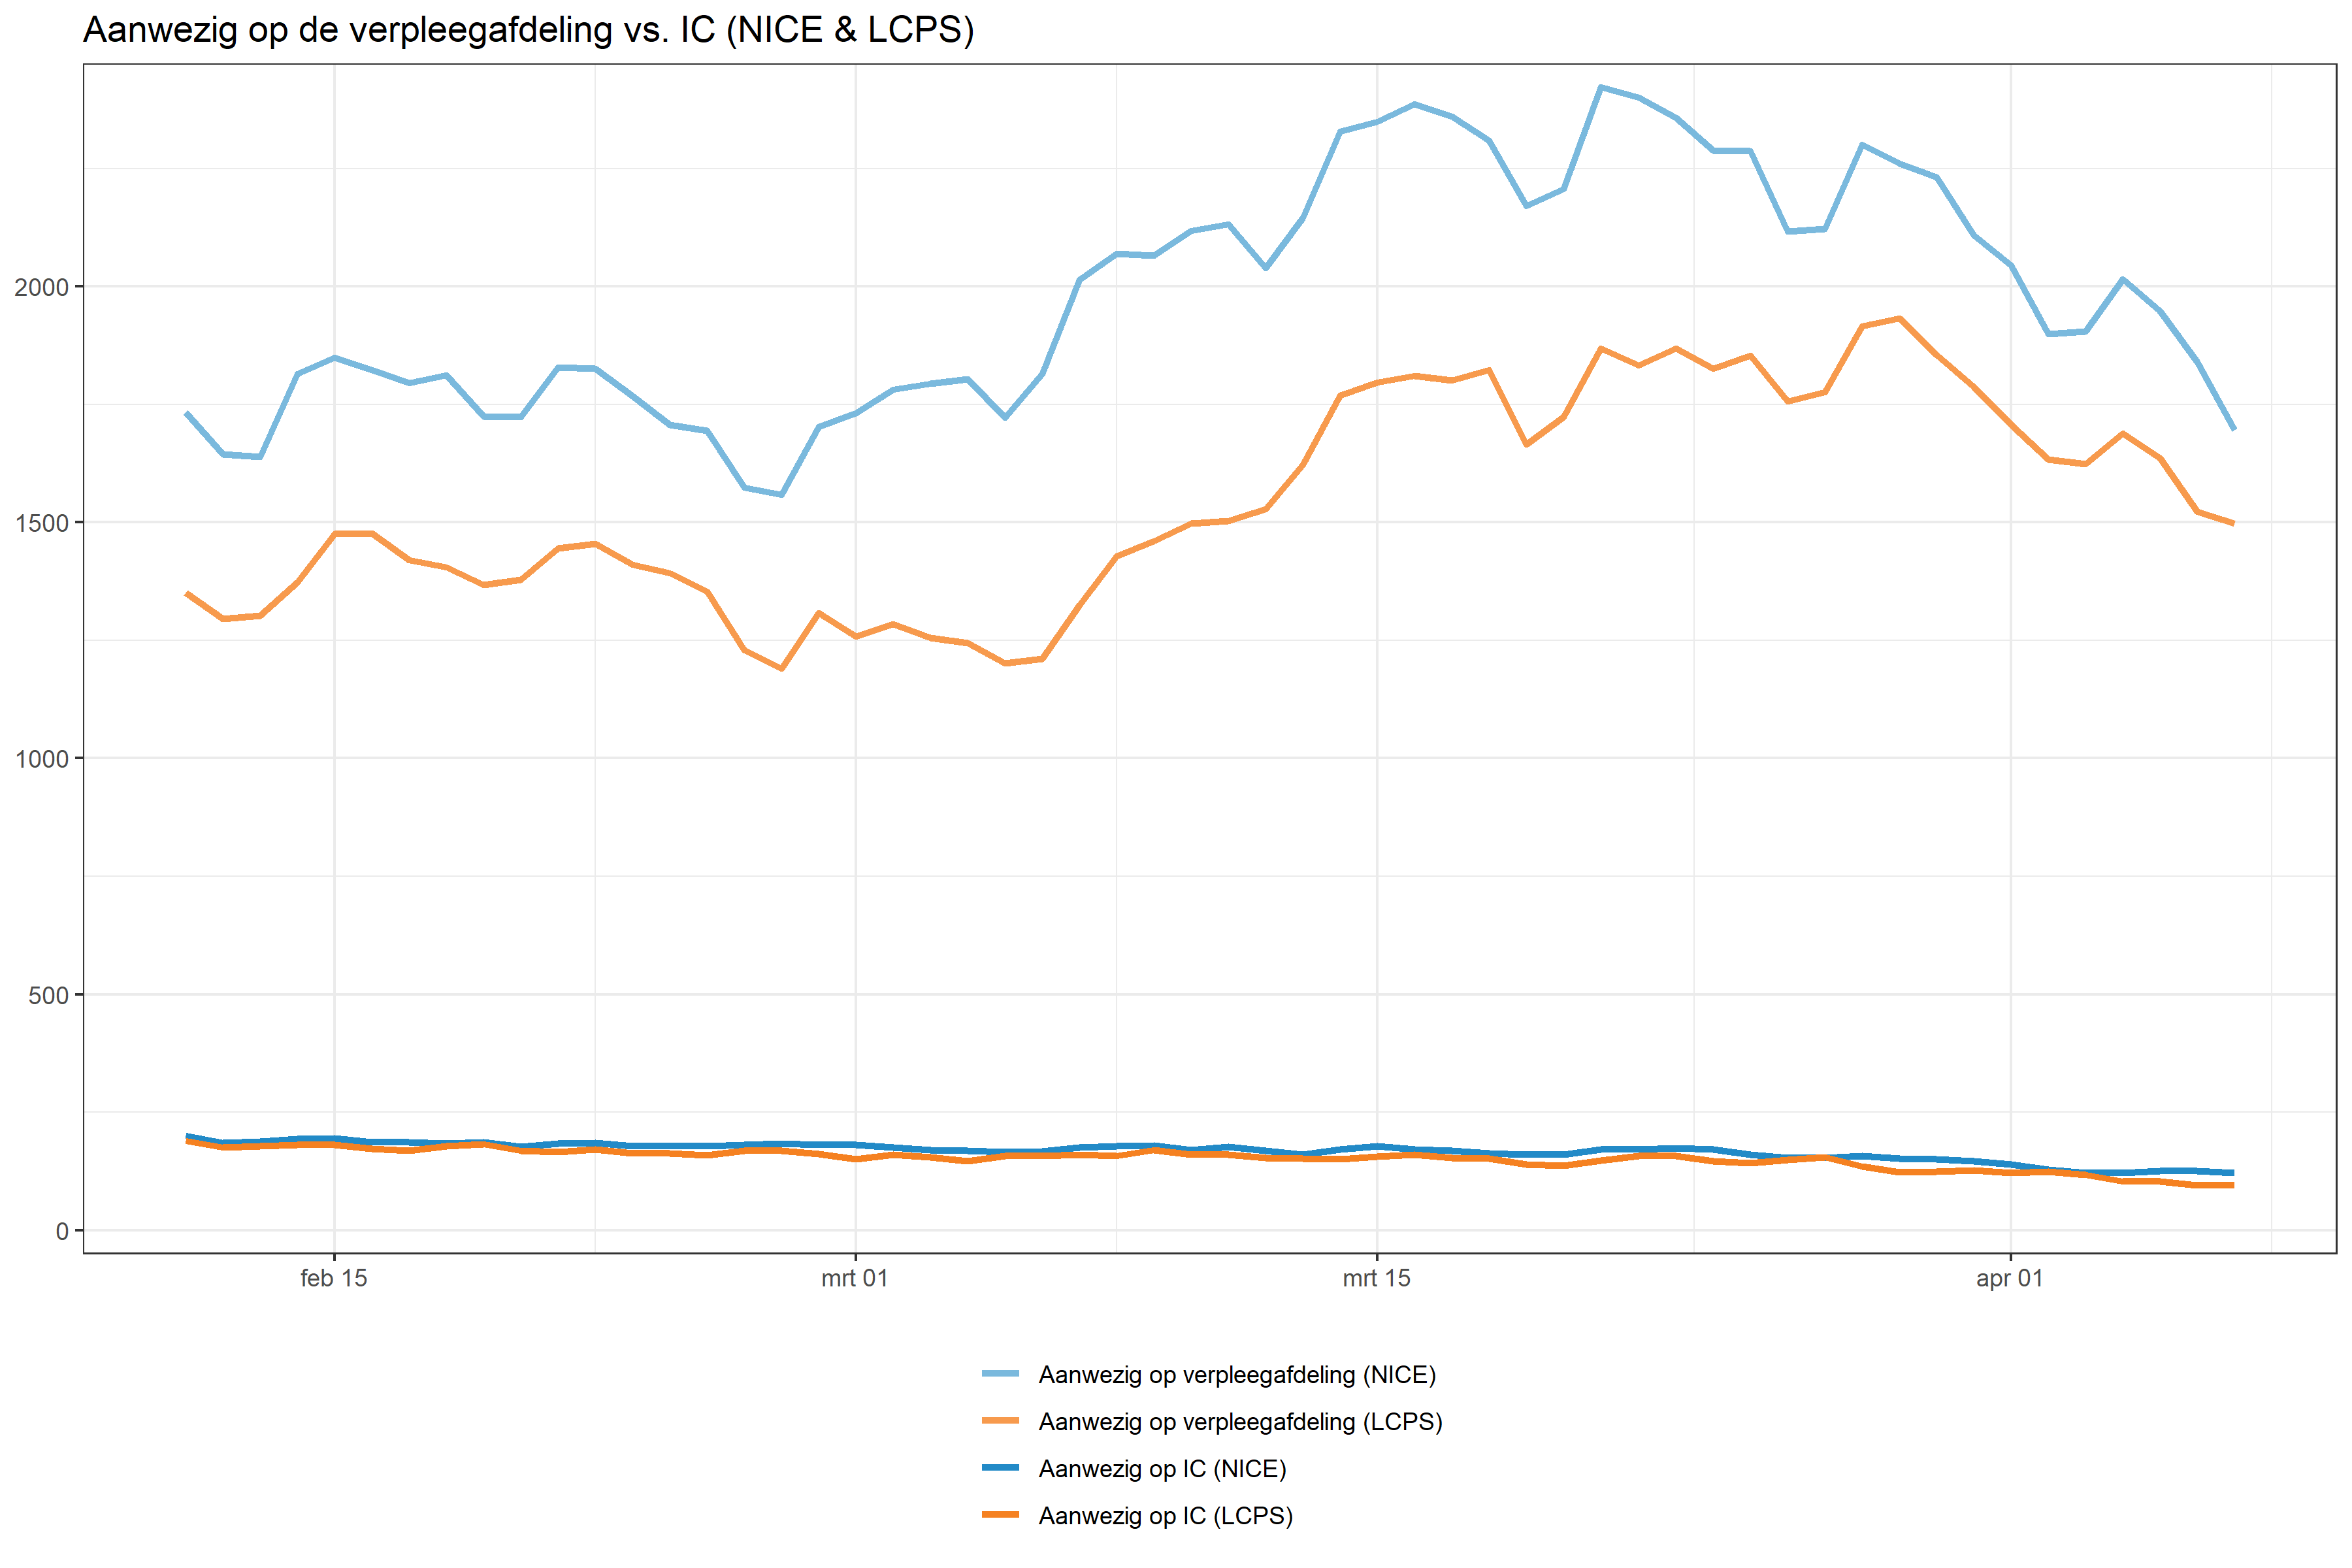 Aanwezig op de verpleegafdeling vs. IC (NICE & LCPS)
2000
1500
1000
500
0
feb 15
mrt 01
mrt 15
apr 01
Aanwezig op verpleegafdeling (NICE)
Aanwezig op verpleegafdeling (LCPS)
Aanwezig op IC (NICE)
Aanwezig op IC (LCPS)